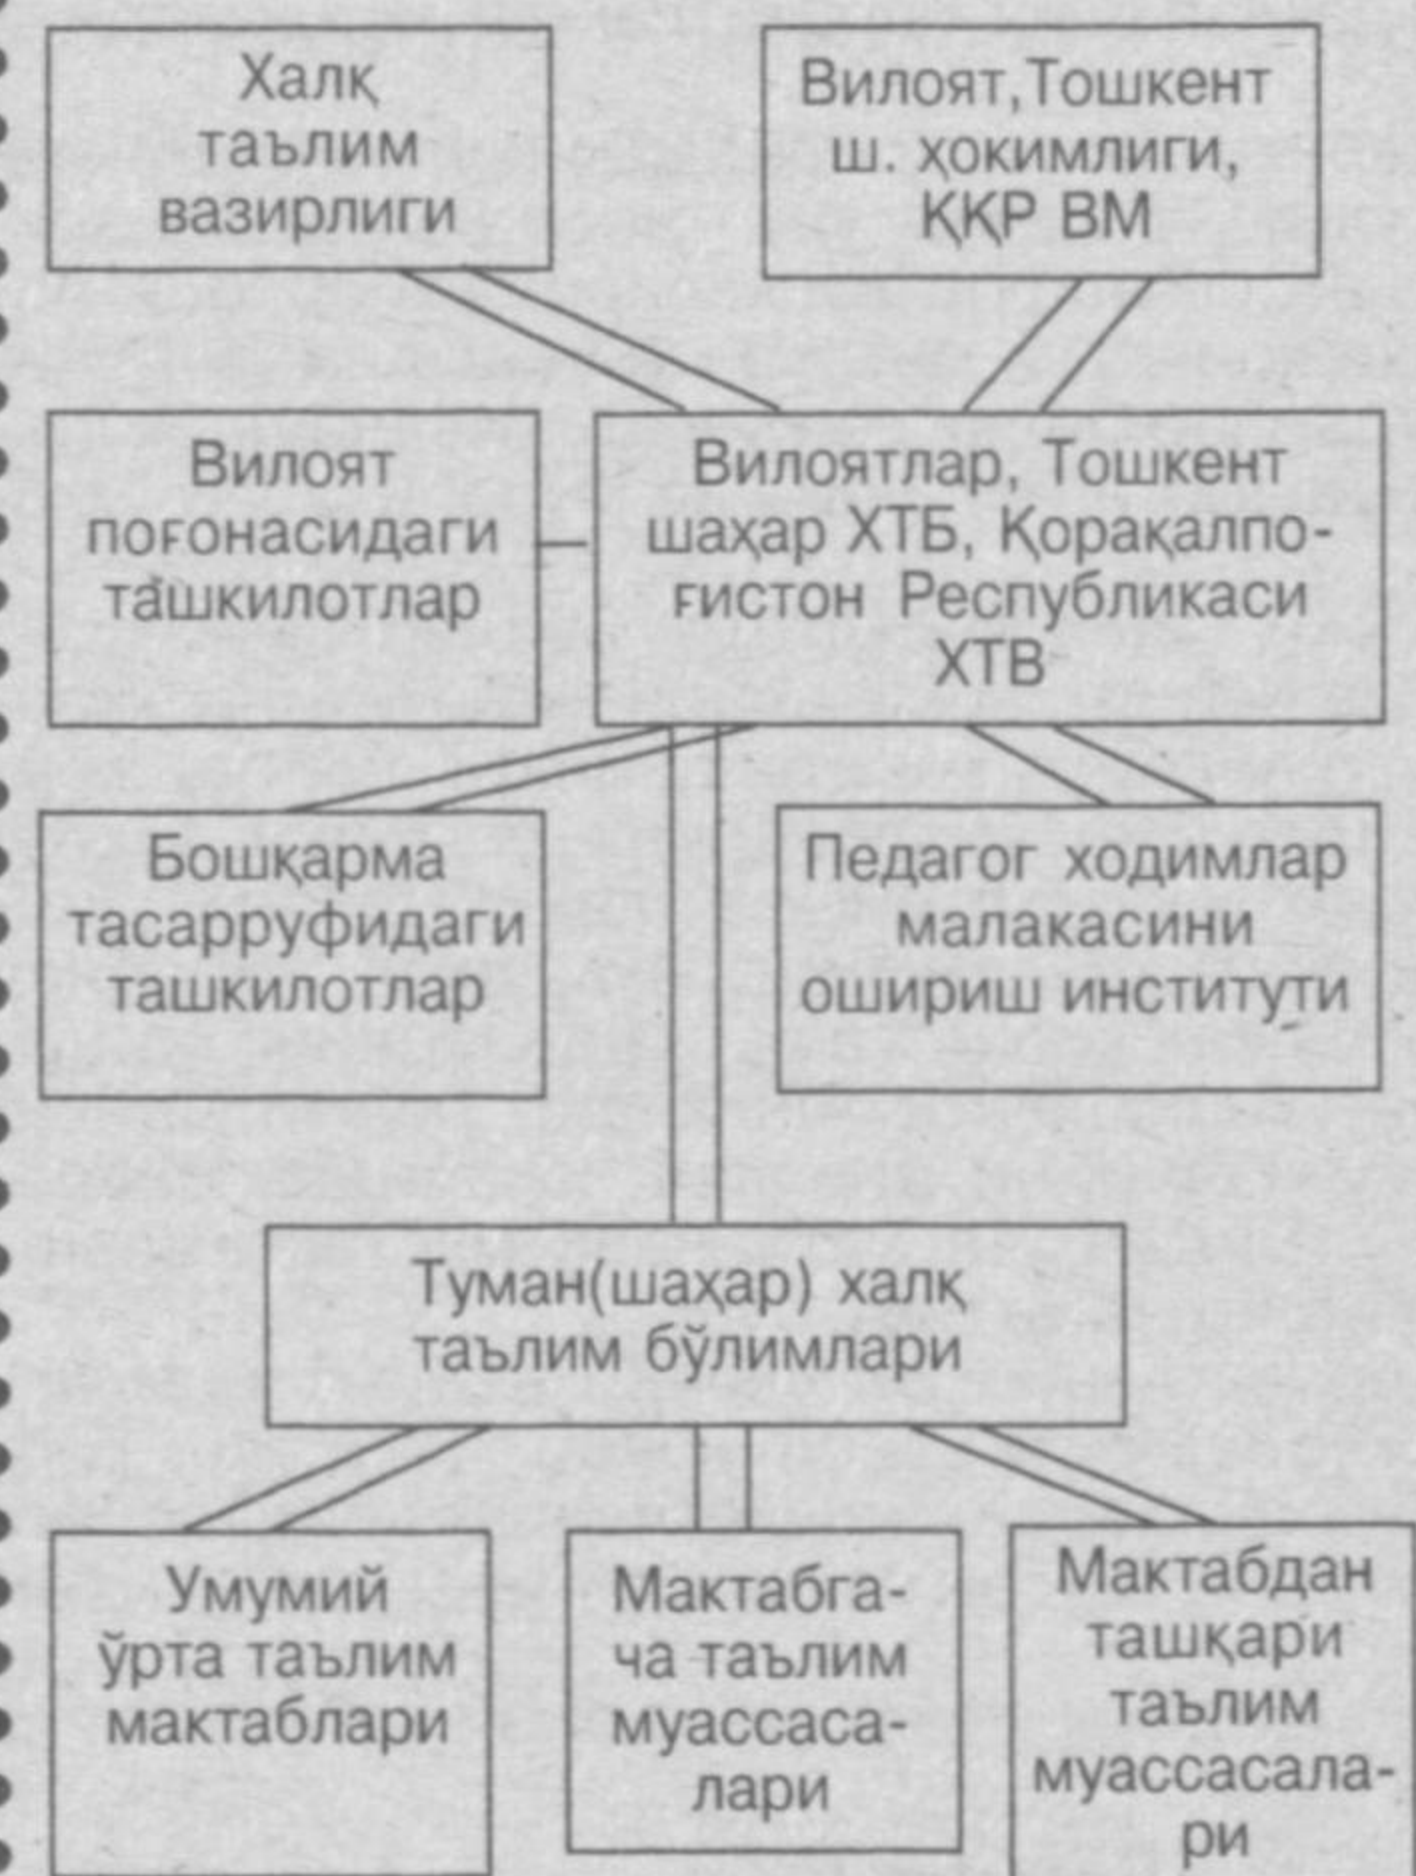 Халқ
таълим
вазирлиги
Вилоят,Тошкент
ш. ҳокимлиги,
ҚҚР ВМ
Вилоят
поғонасидаги
ташкилотлар
Вилоятлар, Тошкент
шаҳар ХТБ, Қорақалпо-
ғистон Республикаси
ХТВ
Бошқарма
тасарруфидаги
ташкилотлар
Педагог ходимлар
малакасини
ошириш институти
Туман(шаҳар) халқ
таълим бўлимлари
Умумий
ўрта таълим
мактаблари
Мактабга-
ча таълим
муассаса-
лари
Мактабдан
ташқари
таълим
муассасала-
ри